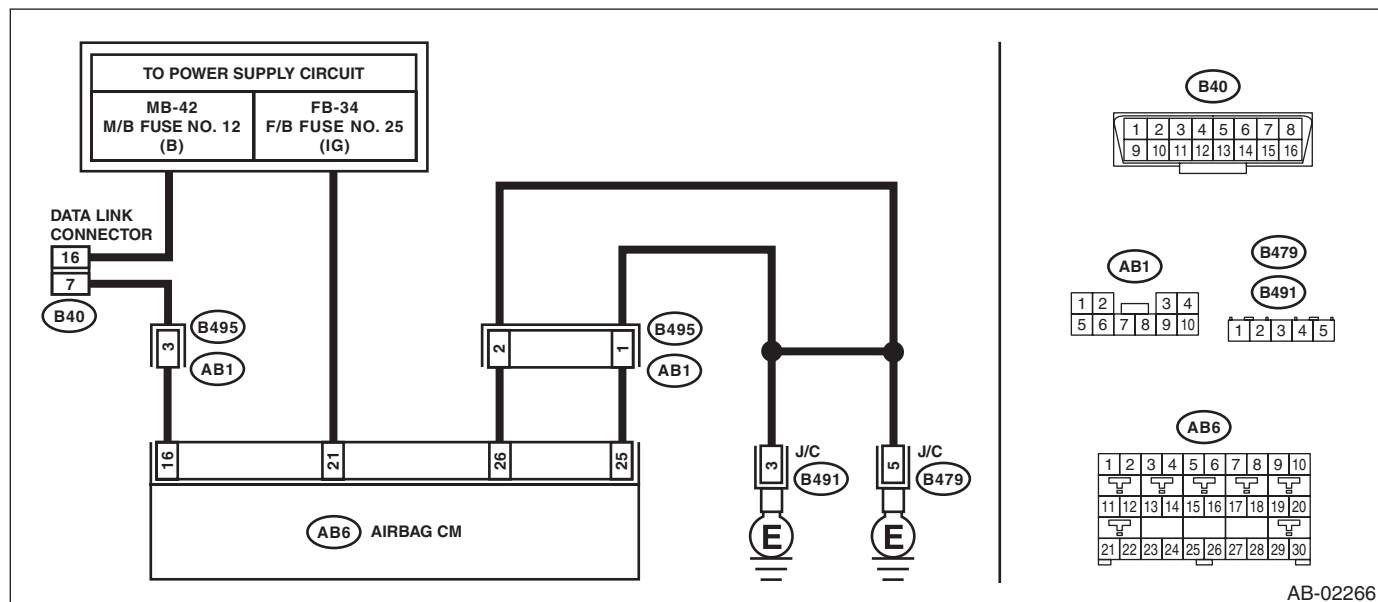 TO POWER SUPPLY CIRCUIT
MB-42
M/B FUSE NO. 12
(B)
FB-34
F/B FUSE NO. 25
(IG)
DATA LINK
CONNECTOR
16
7
B40
3
B495
AB1
2
1
B495
AB1
16
21
26
25
AB6
AIRBAG CM
3
J/C
B491
E
5
J/C
B479
E
B40
1 2 3 4 5 6 7 8
9 10 11 12 13 14 15 16
AB1
1 2 3 4
5 6 7 8 9 10
B479
B491
1 2 3 4 5
AB6
1 2 3 4 5 6 7 8 9 10
11 12 13 14 15 16 17 18 19 20
21 22 23 24 25 26 27 28 29 30
AB-02266